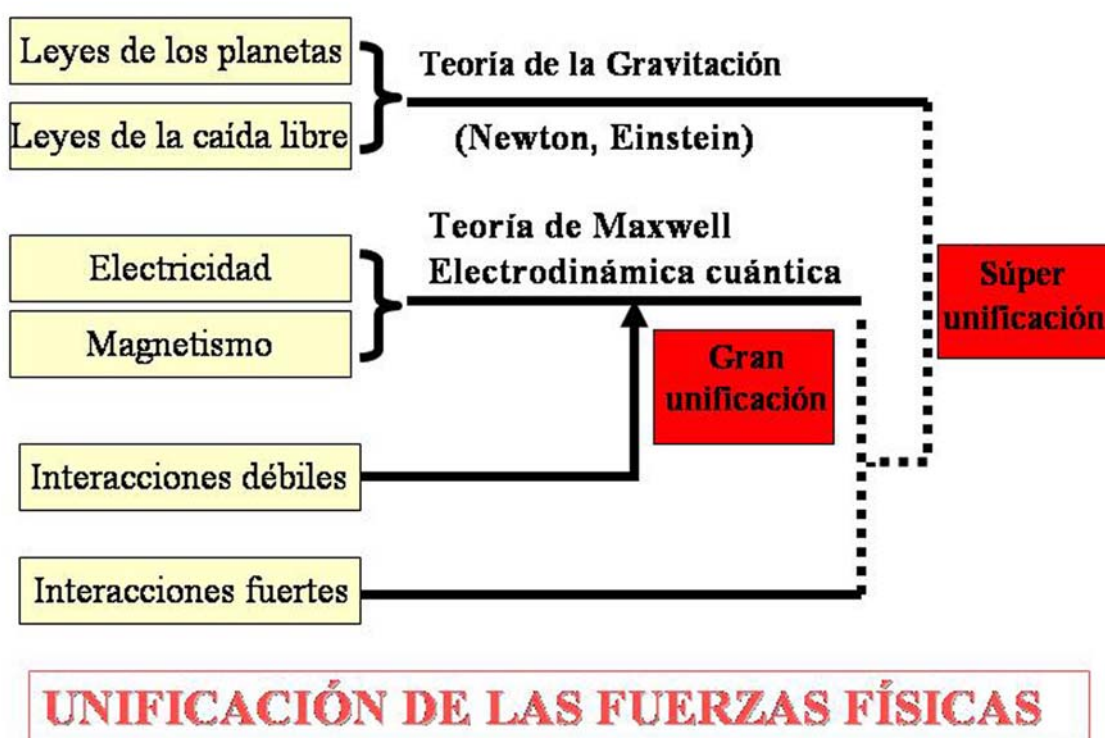 Leyes de los planetas
Leyes de la caída libre
Teoría de la Gravitación
(Newton, Einstein)
Electricidad
Magnetismo
Teoría de Maxwell
Electrodinámica cuántica
Súper
unificación
Gran
unificación
Interacciones débiles
Interacciones fuertes
UNIFICACIÓN DE LAS FUERZAS FÍSICAS